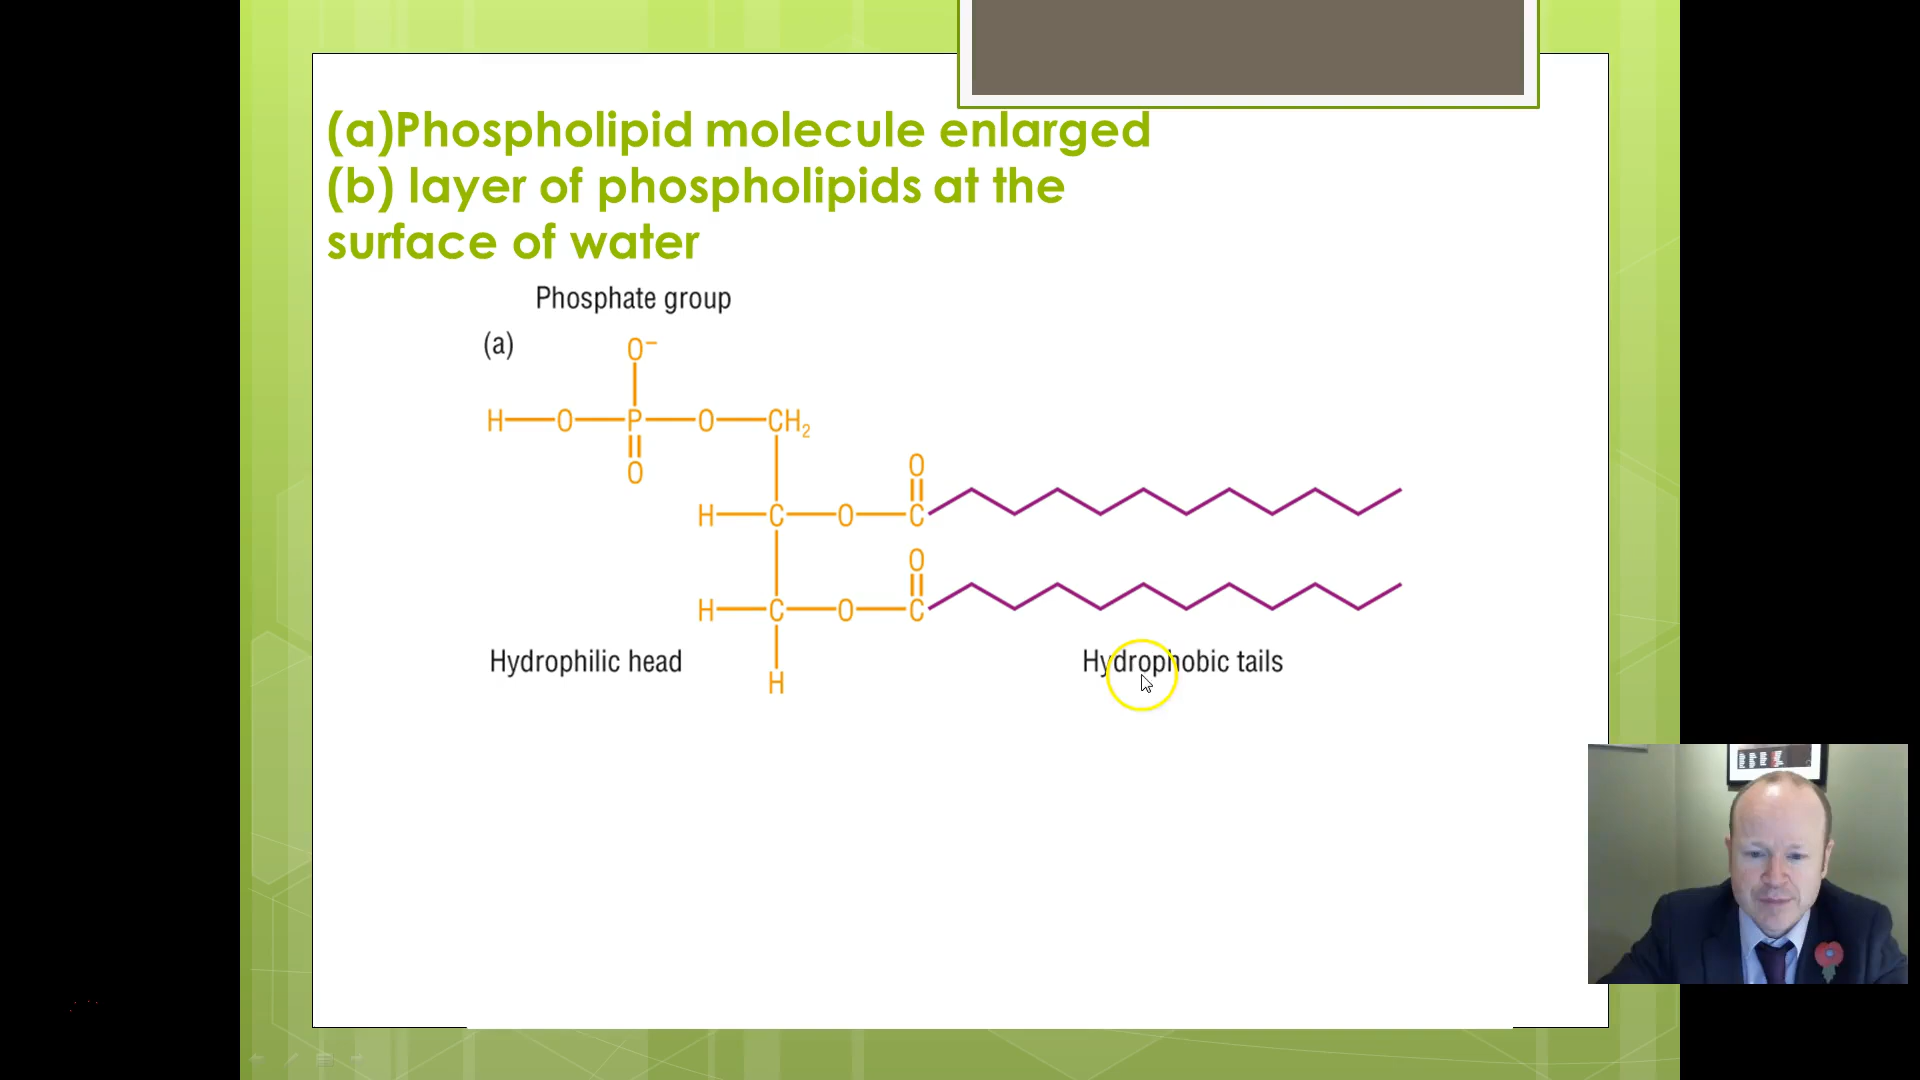 (a)Phospholipid molecule enlarged
(b) layer of phospholipids at the
surface of water
Phosphate group
(a)
O–
H O P O CH2
O
O
H C O C
O
H C O C
Hydrophilic head
Hydrophobic tails
H